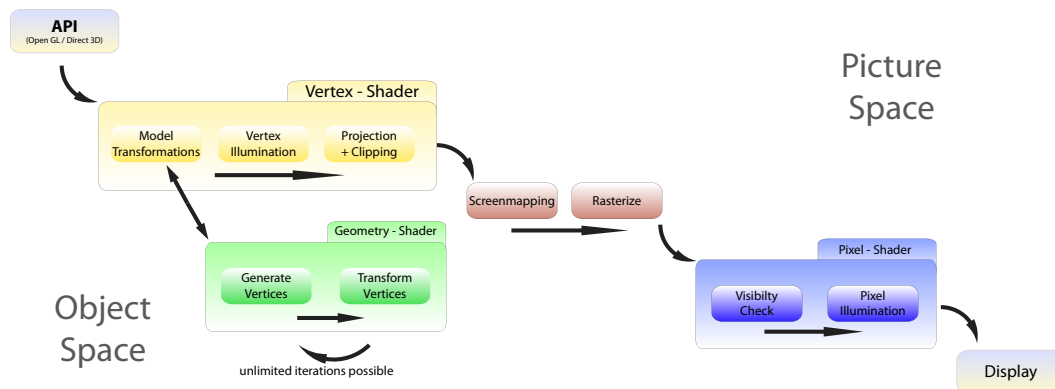 API
(Open GL / Direct 3D)
Picture
Space
Vertex - Shader
Model
Transformations
Vertex
Illumination
Projection
+ Clipping
Screenmapping
Rasterize
Geometry - Shader
Generate
Vertices
Transform
Vertices
unlimited iterations possible
Object
Space
Pixel - Shader
Visibilty
Check
Pixel
Illumination
Display